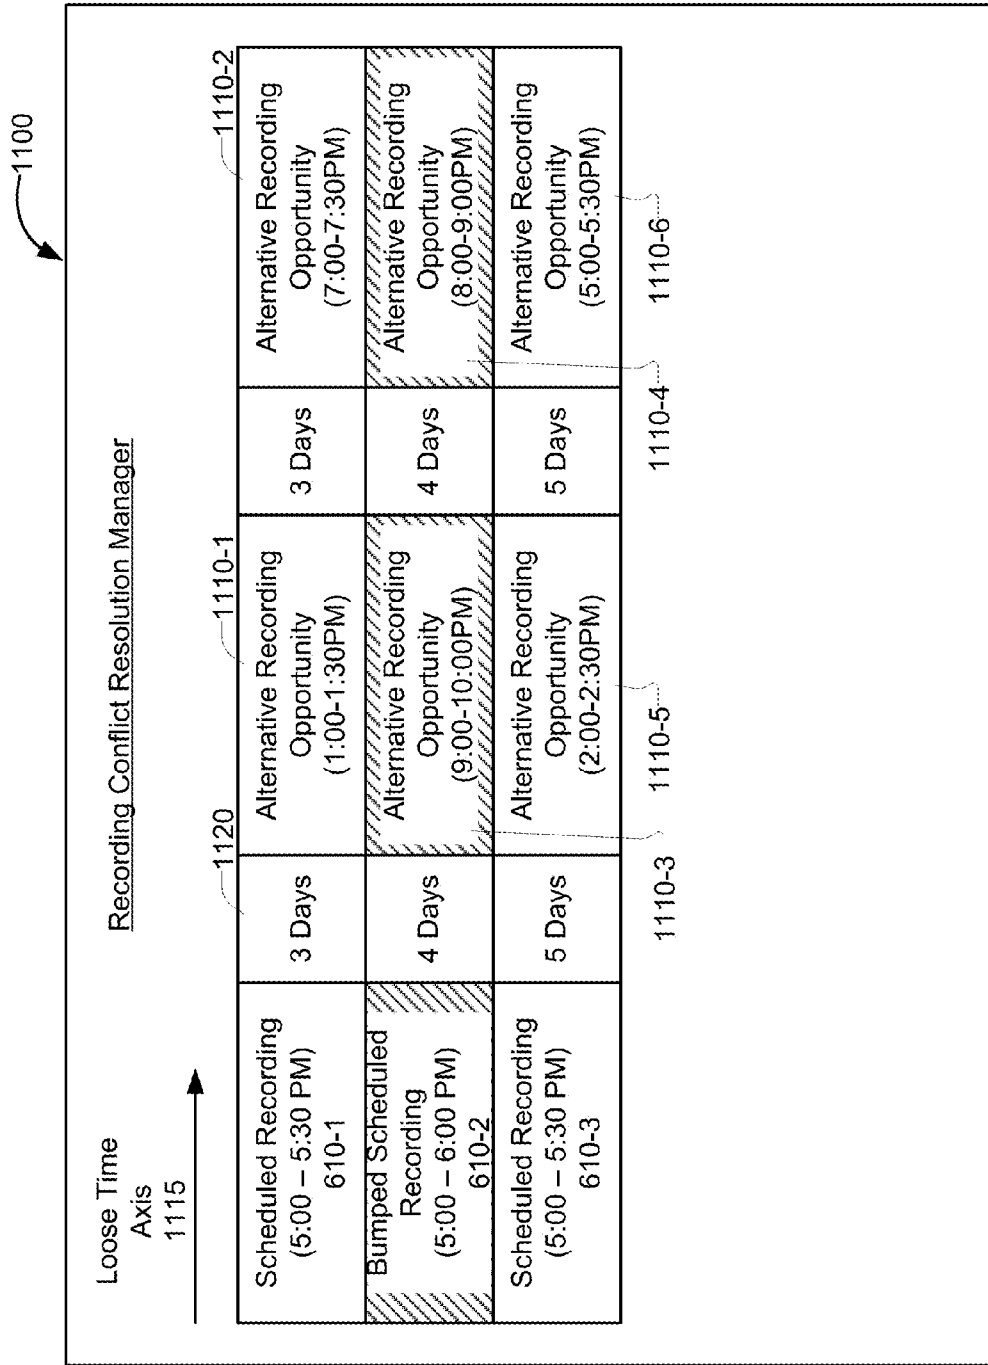 1100
Recording Conflict Resolution Manager
Loose Time
Axis
1115
1120
1110-1
1110-2
Scheduled Recording
(5:00 – 5:30 PM)
610-1
3 Days
Alternative Recording
Opportunity
(1:00-1:30PM)
3 Days
Alternative Recording
Opportunity
(7:00-7:30PM)
Bumped Scheduled
Recording
(5:00 – 6:00 PM)
610-2
4 Days
Alternative Recording
Opportunity
(9:00-10:00PM)
4 Days
Alternative Recording
Opportunity
(8:00-9:00PM)
Scheduled Recording
(5:00 – 5:30 PM)
610-3
5 Days
Alternative Recording
Opportunity
(2:00-2:30PM)
5 Days
Alternative Recording
Opportunity
(5:00-5:30PM)
1110-3
1110-5
1110-4
1110-6